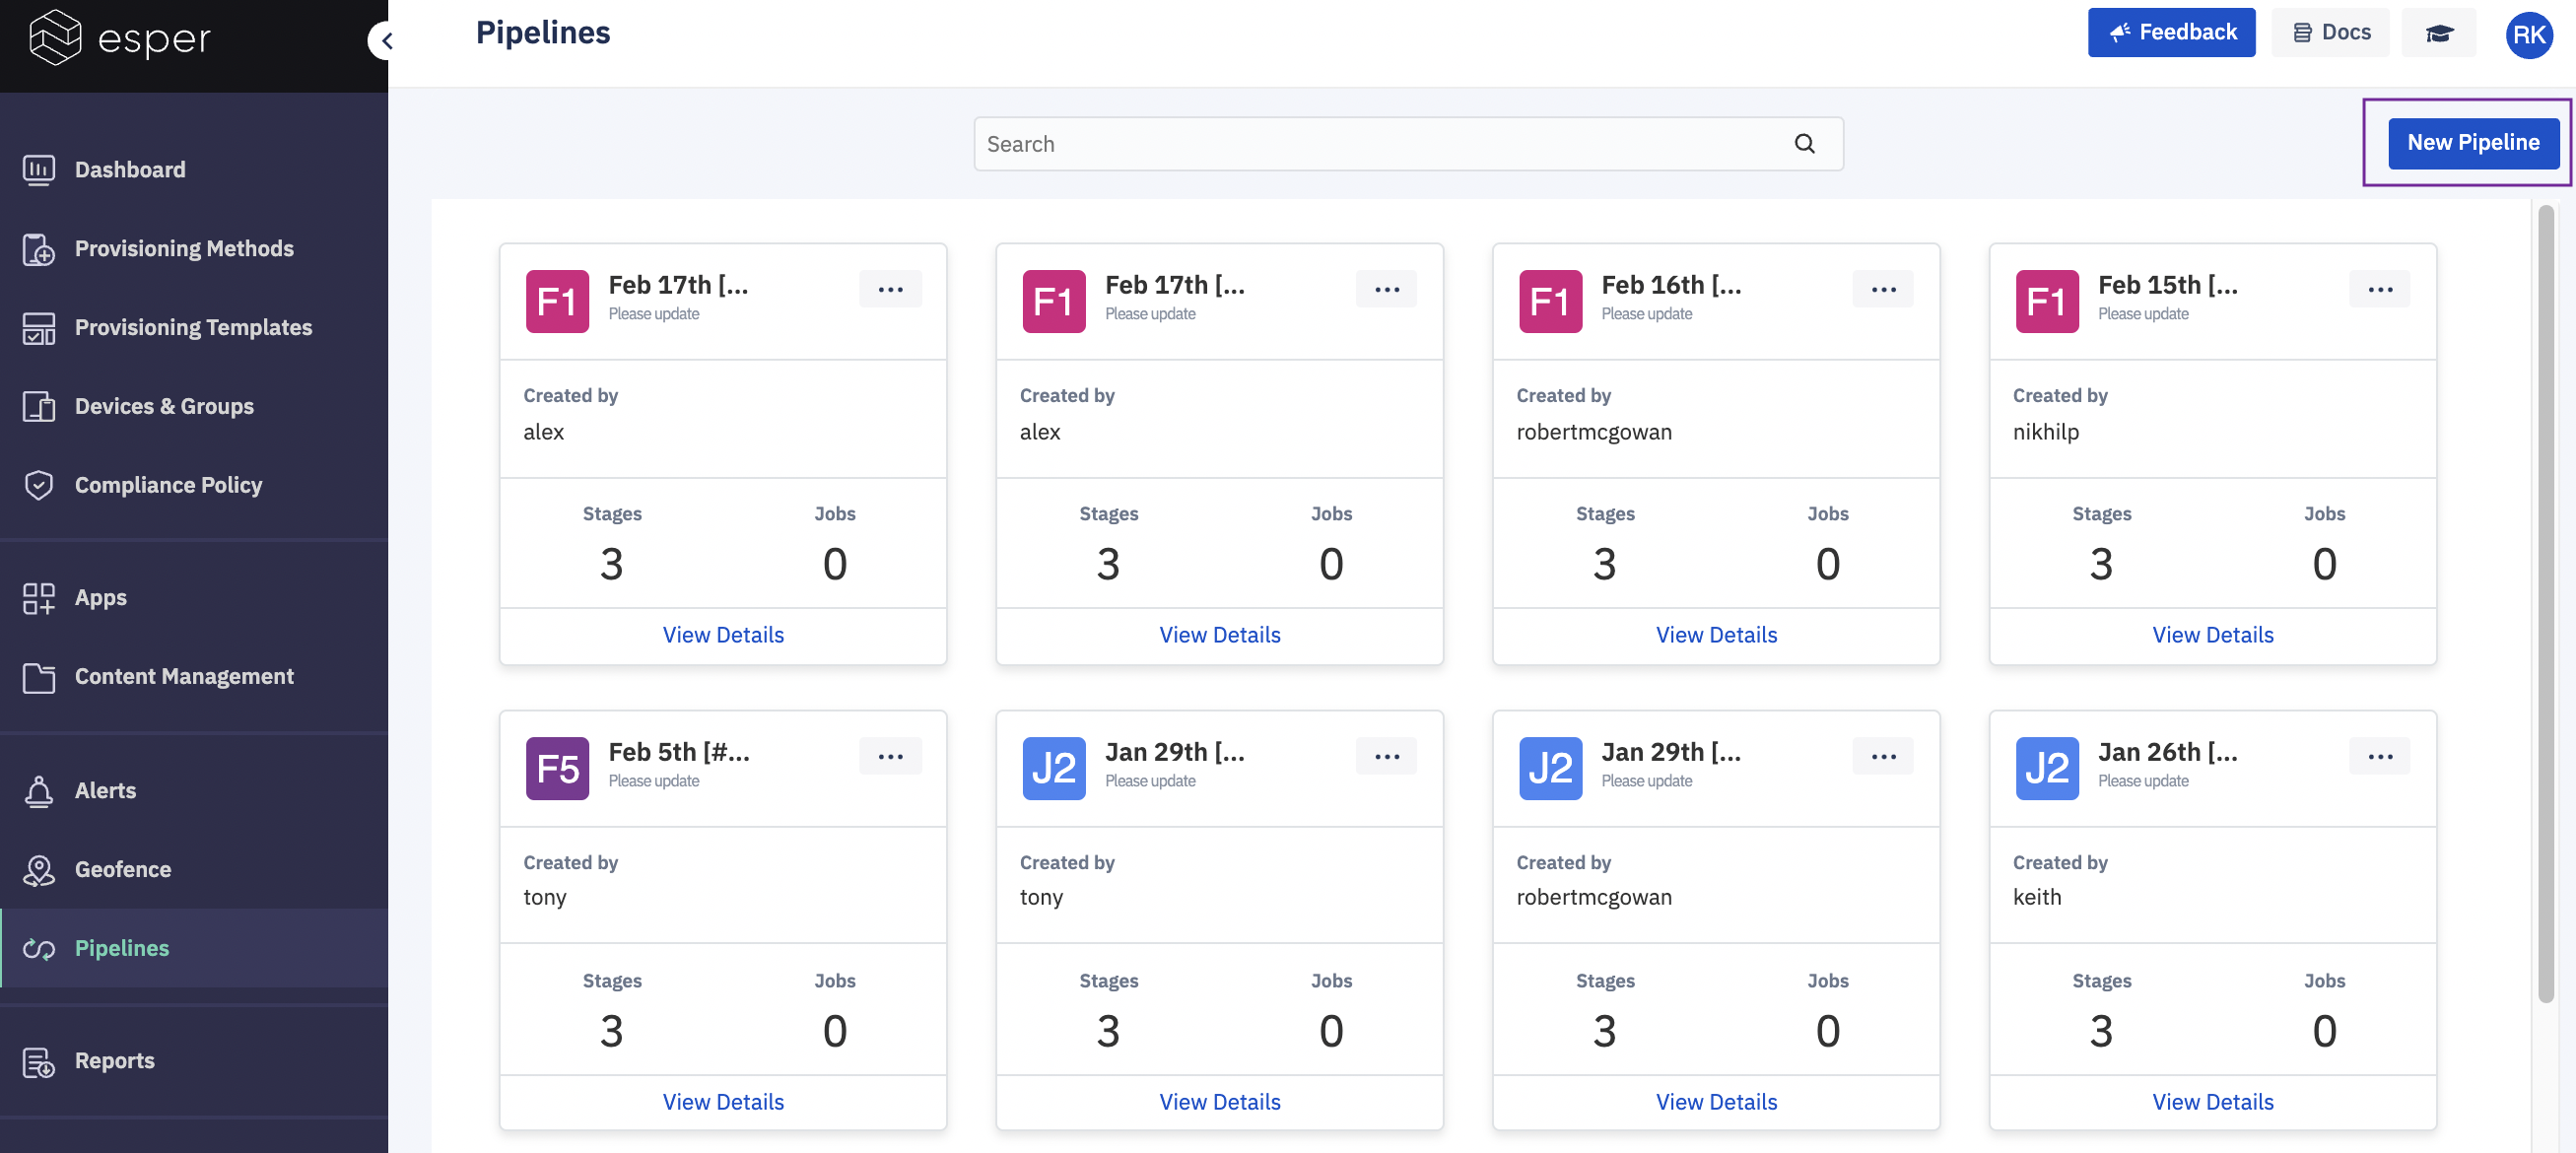 esper
Pipelines
Feedback
Docs
RK
Dashboard
Provisioning Methods
Provisioning Templates
Devices & Groups
Compliance Policy
Apps
Content Management
Alerts
Geofence
Pipelines
Reports
Search
New Pipeline
F1
Feb 17th [...
Please update
...
Created by
alex
Stages
Jobs
3
0
View Details
F1
Feb 17th [...
Please update
...
Created by
alex
Stages
Jobs
3
0
View Details
F1
Feb 16th [...
Please update
...
Created by
robertmcgowan
Stages
Jobs
3
0
View Details
F1
Feb 15th [...
Please update
...
Created by
nikhilp
Stages
Jobs
3
0
View Details
F5
Feb 5th [#...
Please update
...
Created by
tony
Stages
Jobs
3
0
View Details
J2
Jan 29th [...
Please update
...
Created by
tony
Stages
Jobs
3
0
View Details
J2
Jan 29th [...
Please update
...
Created by
robertmcgowan
Stages
Jobs
3
0
View Details
J2
Jan 26th [...
Please update
...
Created by
keith
Stages
Jobs
3
0
View Details